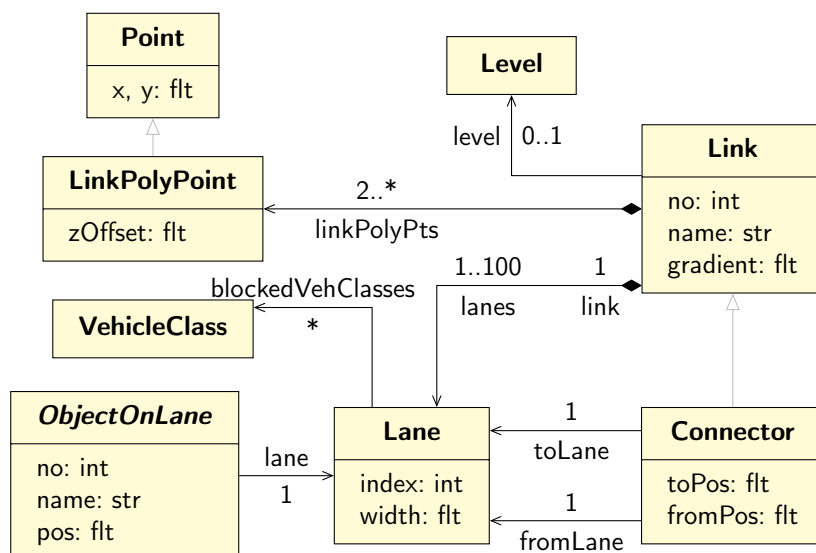 Point
x, y: flt
Level
level 0..1
Link
no: int
name: str
gradient: flt
LinkPolyPoint
zOffset: flt
2..*
linkPolyPts
1..100 1
lanes link
blockedVehClasses
*
VehicleClass
ObjectOnLane
no: int
name: str
pos: flt
lane
1
Lane
index: int
width: flt
1
toLane
1
fromLane
Connector
toPos: flt
fromPos: flt